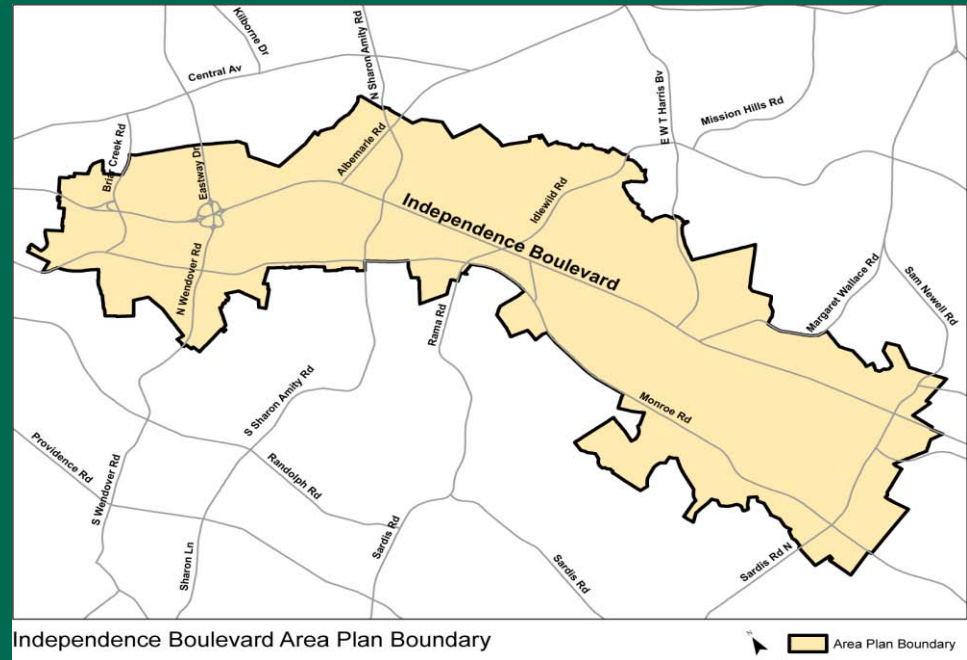 Kilborne Dr
N Sharon Amity Rd
Central Av
E W T Harris Bv
Mission Hills Rd
Briar Creek Rd
Albemarle Rd
Eastway Dr
Idlewild Rd
Independence Boulevard
N Wendover Rd
Margaret Wallace Rd
Sam Newell Rd
Rama Rd
S Sharon Amity Rd
Monroe Rd
Providence Rd
S Wendover Rd
Randolph Rd
Sardis Rd
Sharon Ln
Sardis Rd
Sardis Rd N
Independence Boulevard Area Plan Boundary
N
Area Plan Boundary